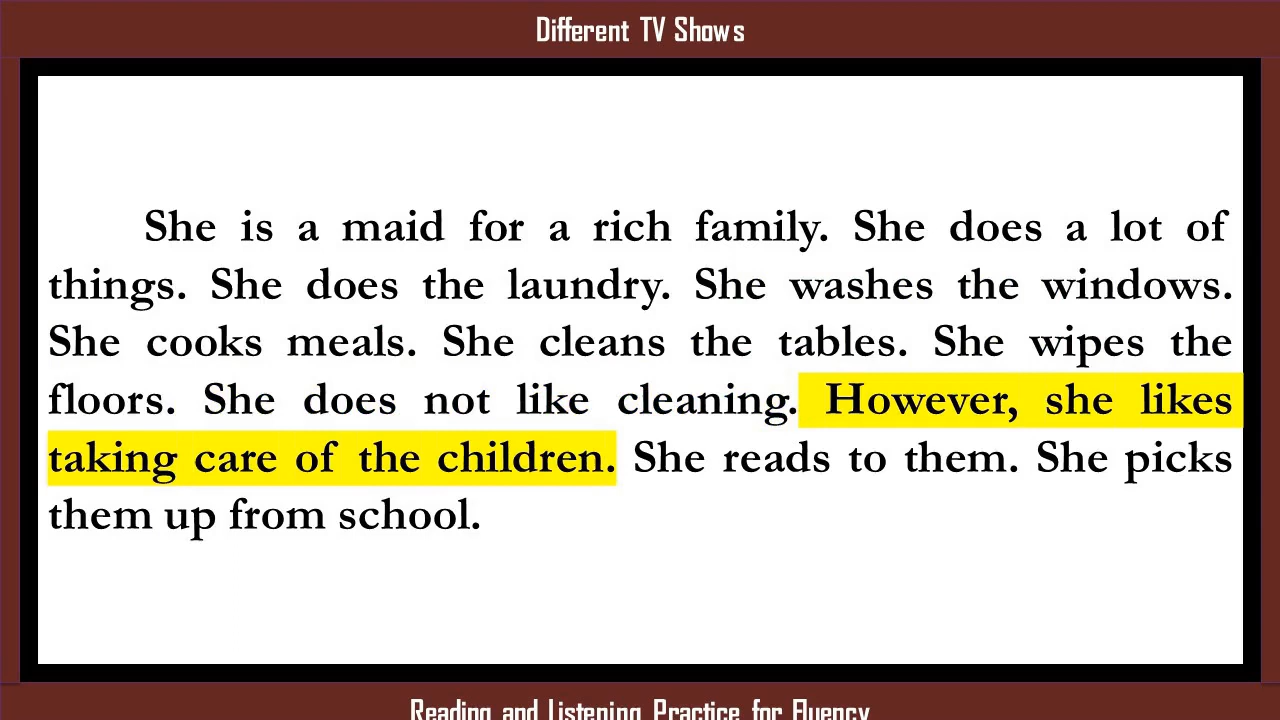 Different TV Shows
She is a maid for a rich family. She does a lot of
things. She does the laundry. She washes the windows.
She cooks meals. She cleans the tables. She wipes the
floors. She does not like cleaning. However, she likes
taking care of the children. She reads to them. She picks
them up from school.
Reading and Listening Practice for Fluency